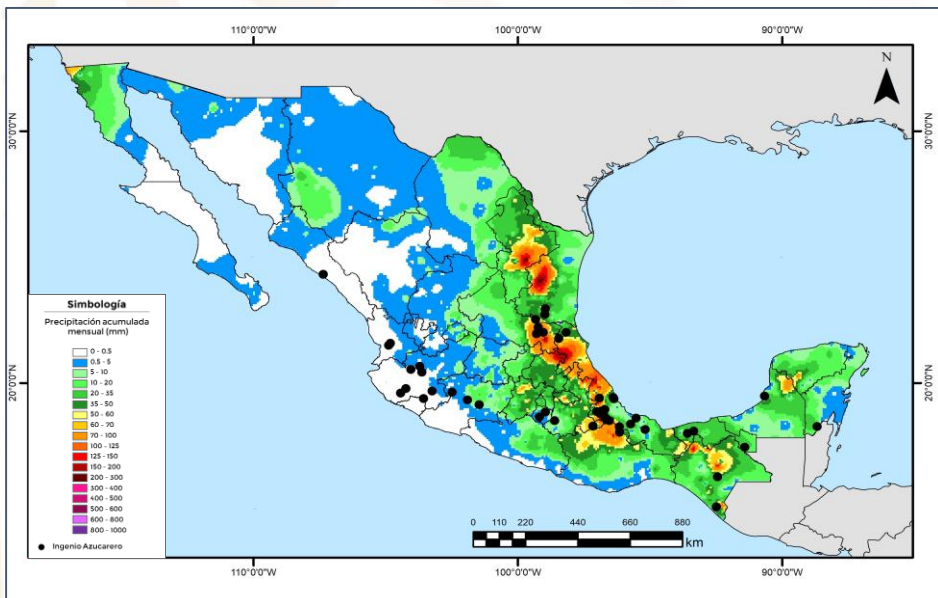 110°0'0"W 100°0'0"W 90°0'0"W
N
30°0'0"N 30°0'0"N
20°0'0"N 20°0'0"N
Simbología
Precipitación acumulada
mensual (mm)
0 - 0.5
0.5 - 5
5 - 10
10 - 20
20 - 35
35 - 50
50 - 60
60 - 70
70 - 100
100 - 125
125 - 150
150 - 200
200 - 300
300 - 400
400 - 500
500 - 600
600 - 800
800 - 1000
Ingenio Azucarero
0 110 220 440 660 880
km
110°0'0"W 100°0'0"W 90°0'0"W